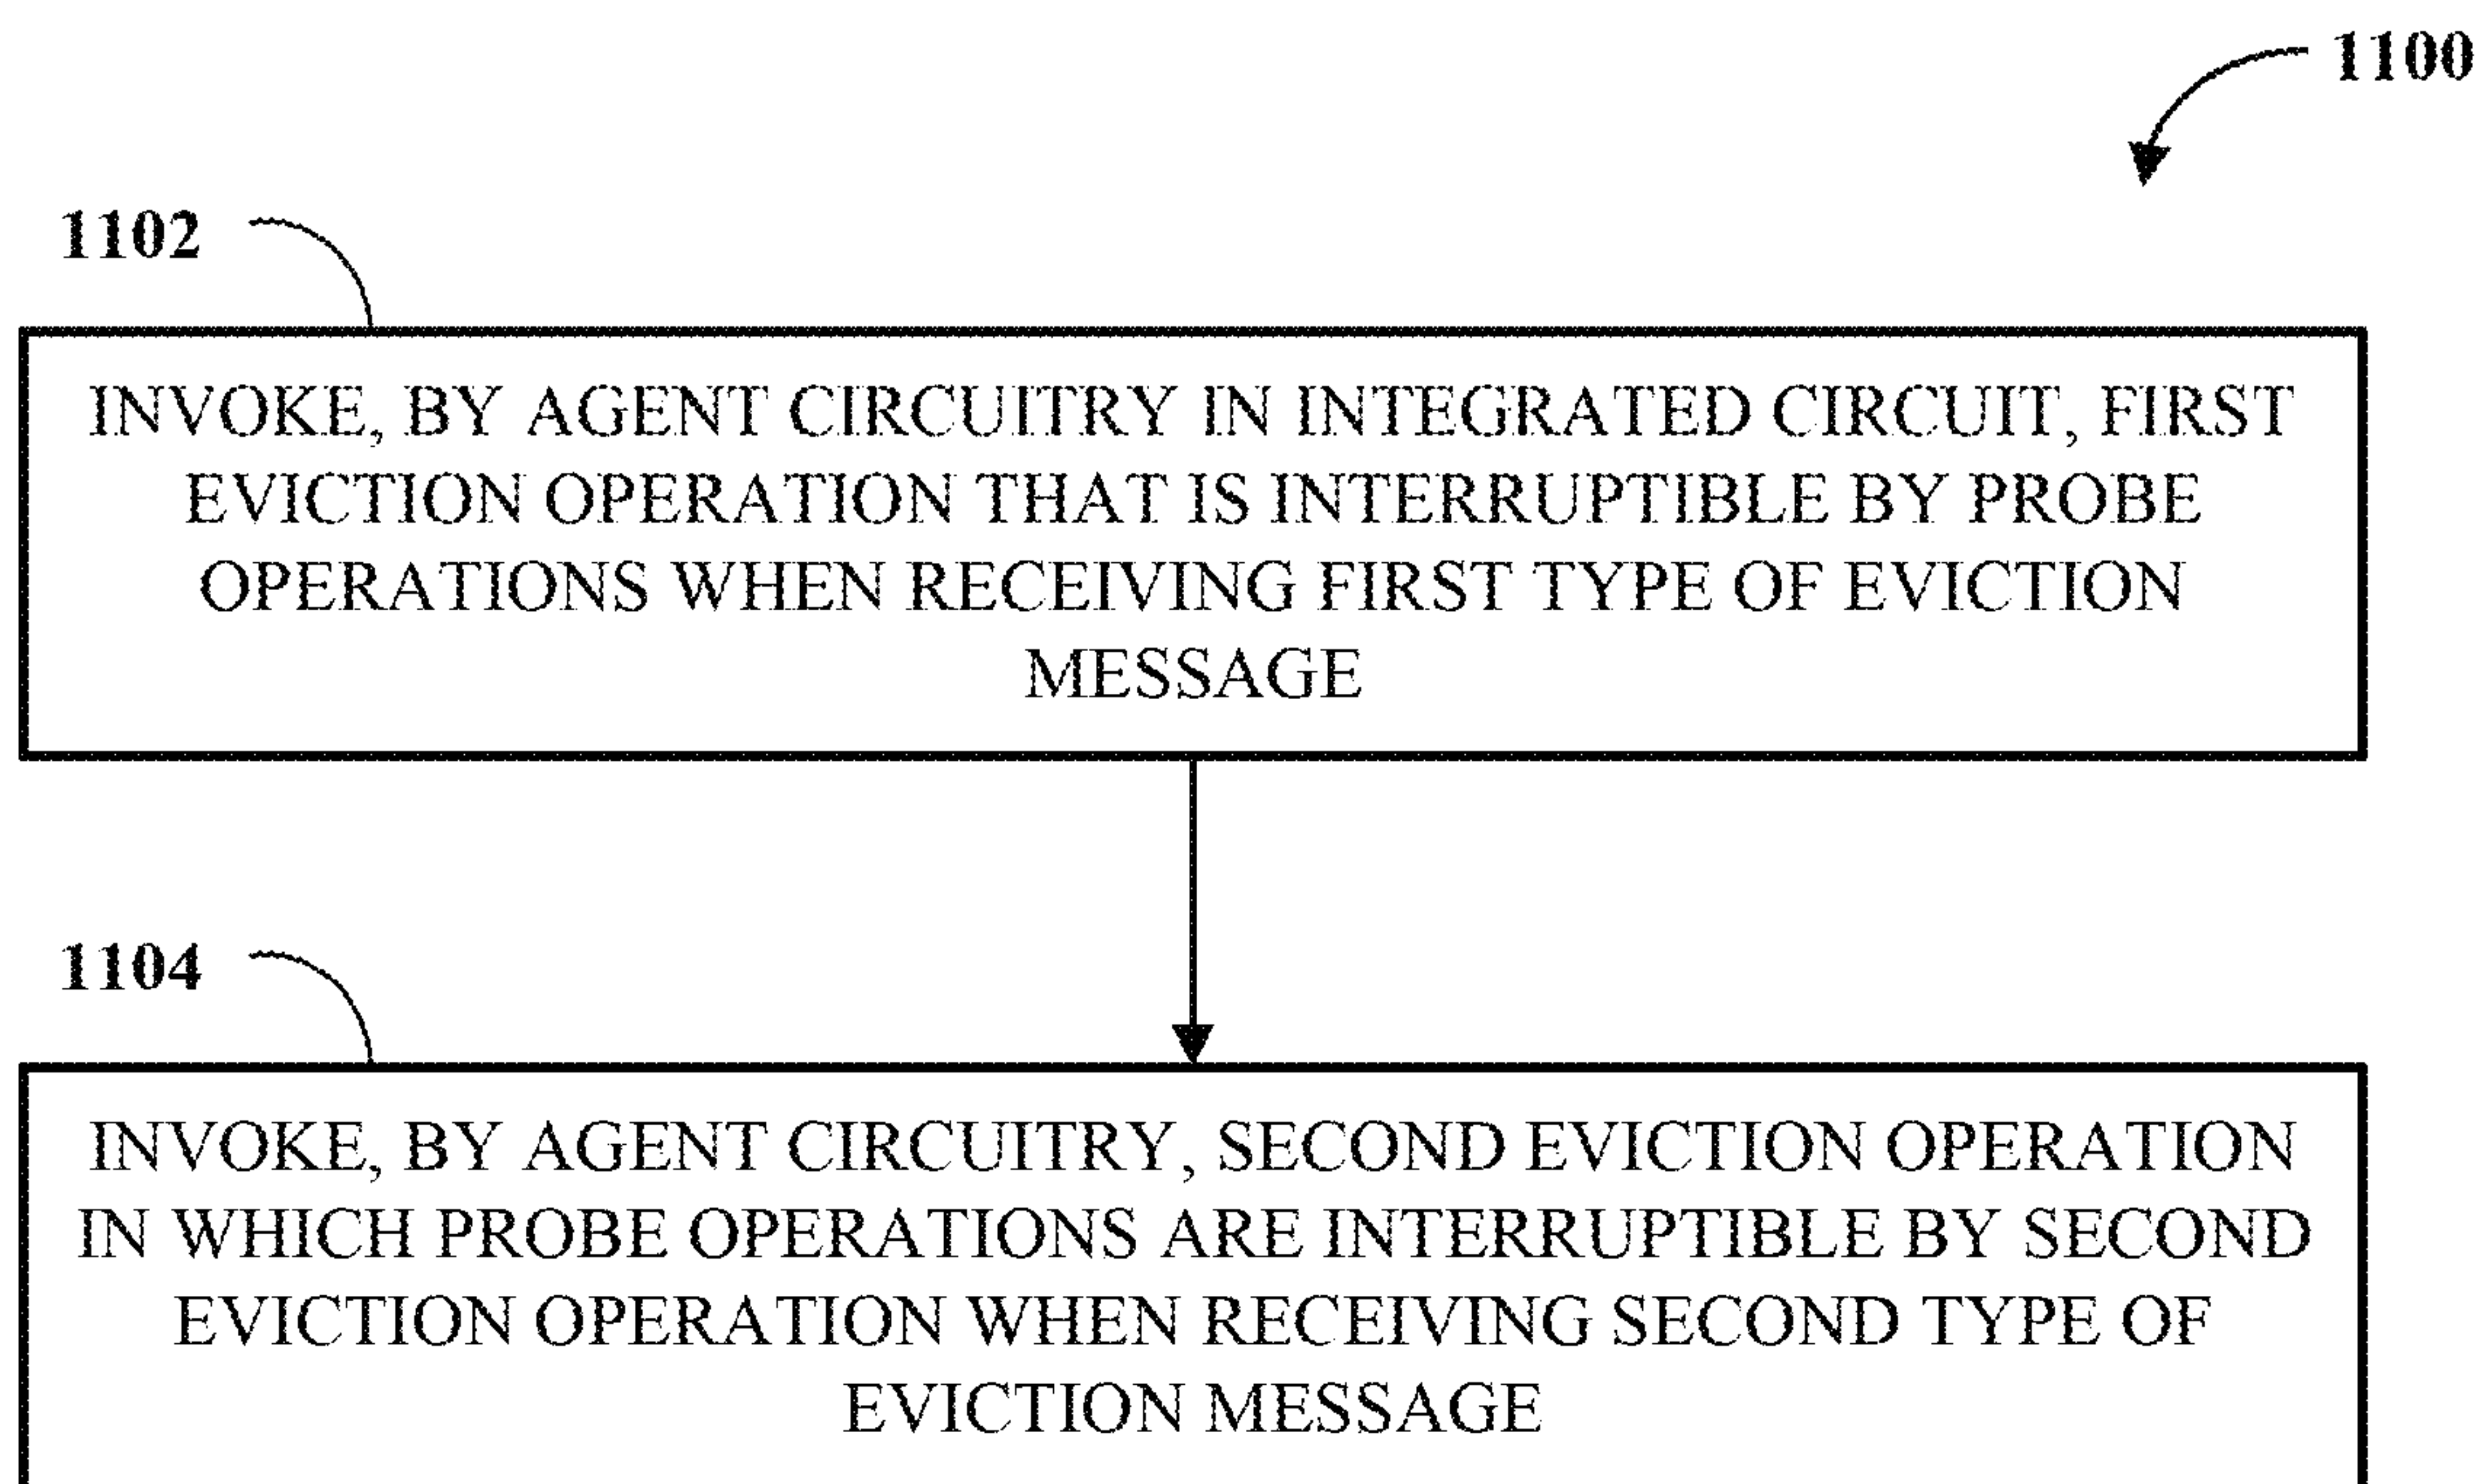 1100
1102
INVOKE, BY AGENT CIRCUITRY IN INTEGRATED CIRCUIT, FIRST
EVICTION OPERATION THAT IS INTERRUPTIBLE BY PROBE
OPERATIONS WHEN RECEIVING FIRST TYPE OF EVICTION
MESSAGE
1104
INVOKE, BY AGENT CIRCUITRY, SECOND EVICTION OPERATION
IN WHICH PROBE OPERATIONS ARE INTERRUPTIBLE BY SECOND
EVICTION OPERATION WHEN RECEIVING SECOND TYPE OF
EVICTION MESSAGE